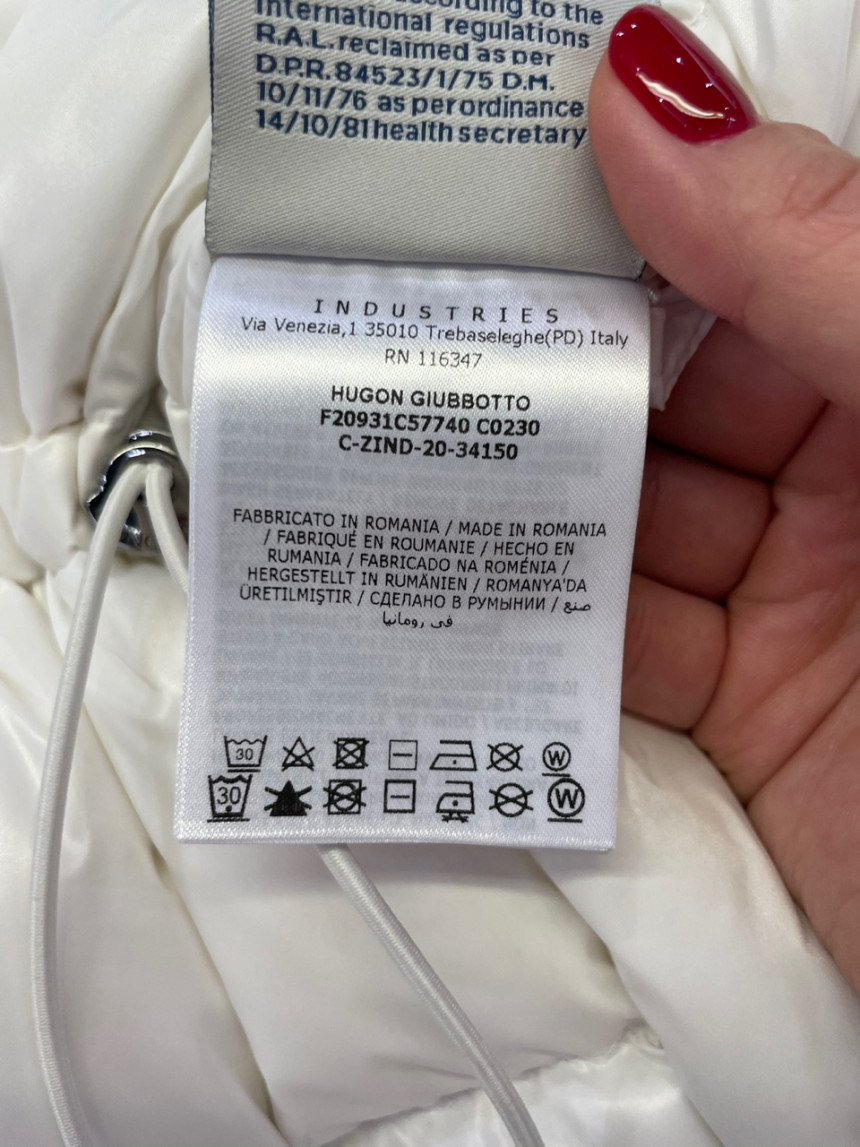 according to the
International regulations
R.A.L. reclaimed as per
D.P.R. 84523/1/75 D.M.
10/11/76 as per ordinance
14/10/81 health secretary
INDUSTRIES
Via Venezia,1 35010 Trebaseleghe(PD) Italy
RN 116347
HUGON GIUBBOTTO
F20931C57740 C0230
C-ZIND-20-34150
FABBRICATO IN ROMANIA / MADE IN ROMANIA
/ FABRIQUÉ EN ROUMANIE / HECHO EN
RUMANIA / FABRICADO NA ROMÉNIA /
HERGESTELLT IN RUMÄNIEN / ROMANYA'DA
ÜRETILMIŞTIR / СДЕЛАНО В РУМЫНИИ / صنع
في رومانيا
30 W
30 W